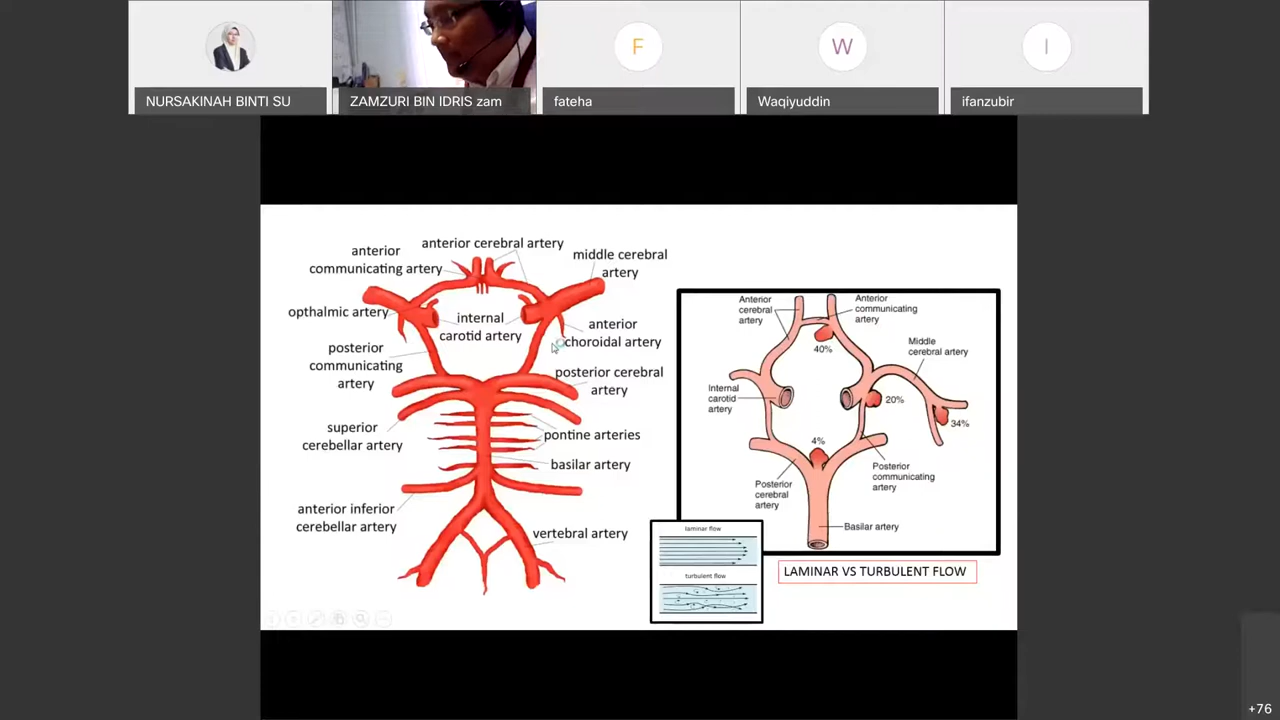 F
W
I
NURSAKINAH BINTI SU
ZAMZURI BIN IDRIS zam
fateha
Waqiyuddin
ifanzubir
anterior cerebral artery
anterior
communicating artery
middle cerebral
artery
opthalmic artery
internal
carotid artery
anterior
choroidal artery
posterior
communicating
artery
posterior cerebral
artery
superior
cerebellar artery
pontine arteries
basilar artery
anterior inferior
cerebellar artery
vertebral artery
Anterior
cerebral
artery
Anterior
communicating
artery
40%
Middle
cerebral artery
Internal
carotid
artery
20%
34%
4%
Posterior
cerebral
artery
Posterior
communicating
artery
Basilar artery
laminar flow
turbulent flow
LAMINAR VS TURBULENT FLOW
+76